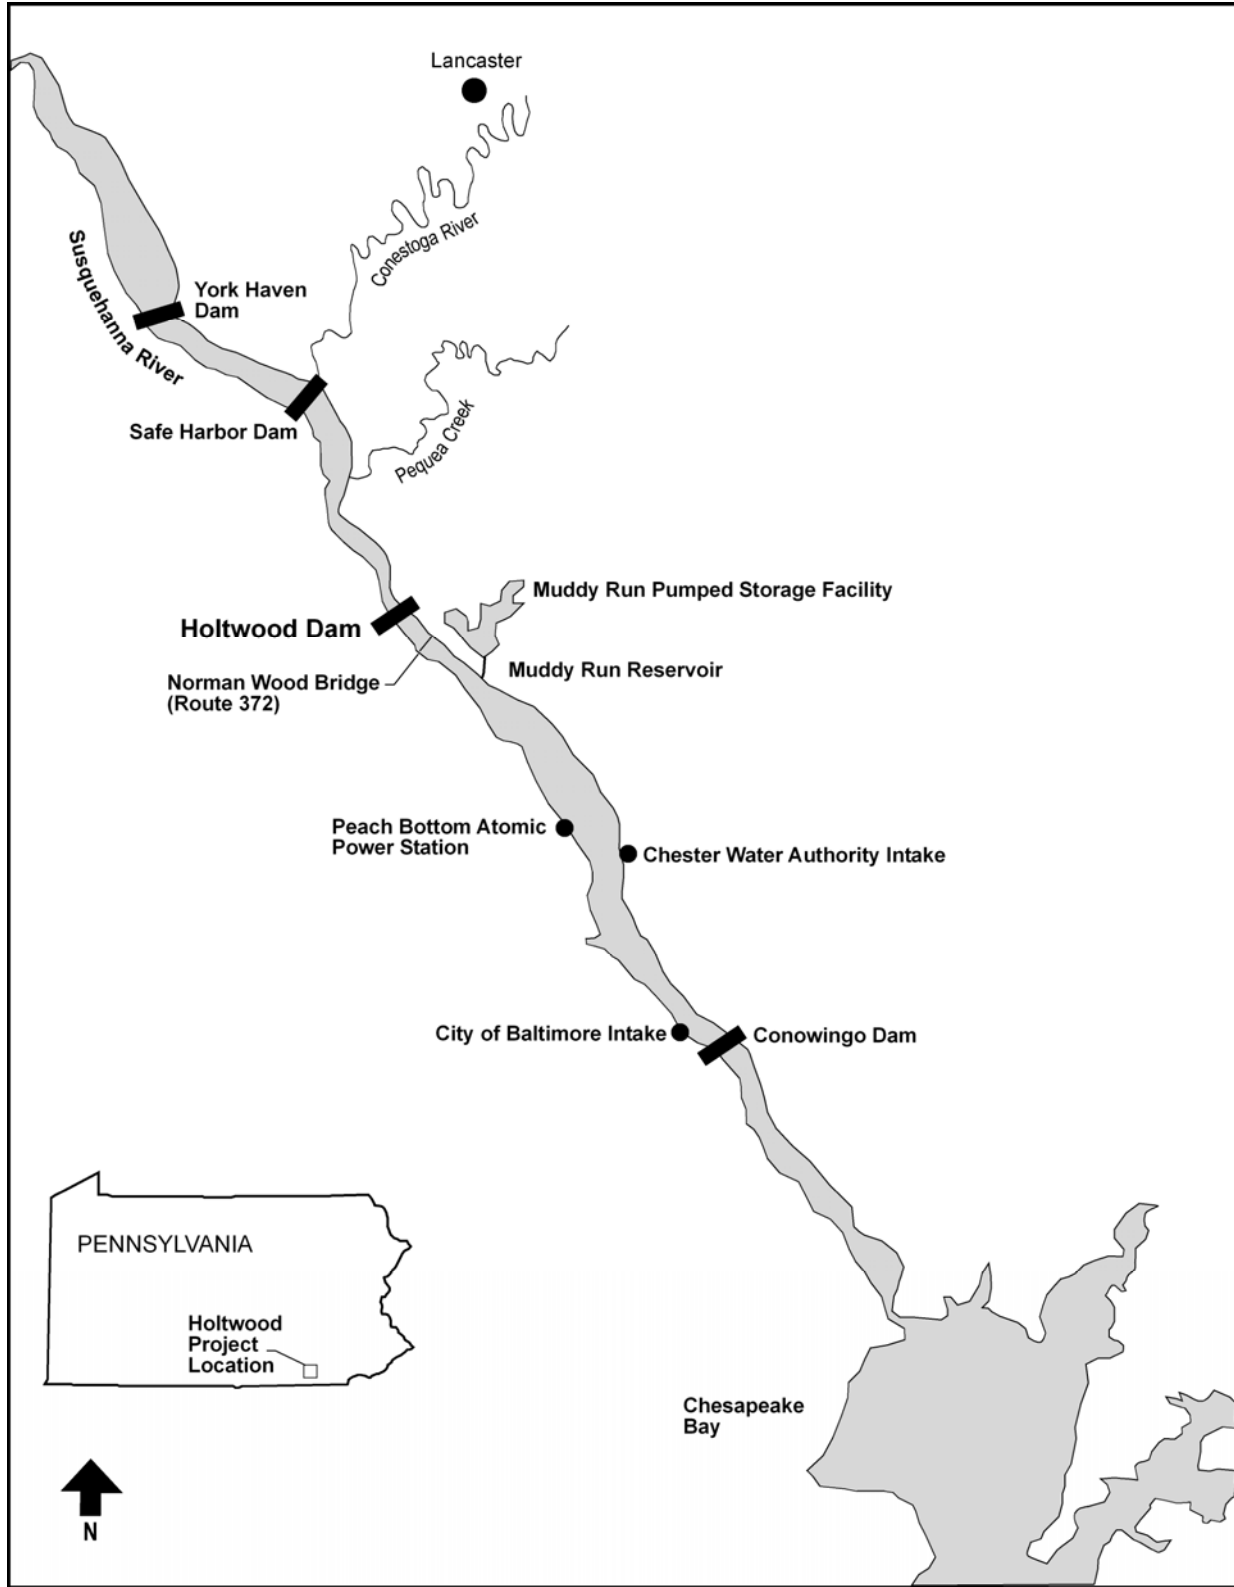 Lancaster
Conestoga River
Susquehanna River
York Haven
Dam
Safe Harbor Dam
Pequea Creek
Muddy Run Pumped Storage Facility
Holtwood Dam
Muddy Run Reservoir
Norman Wood Bridge
(Route 372)
Peach Bottom Atomic
Power Station
Chester Water Authority Intake
City of Baltimore Intake
Conowingo Dam
PENNSYLVANIA
Holtwood
Project
Location
Chesapeake
Bay
N